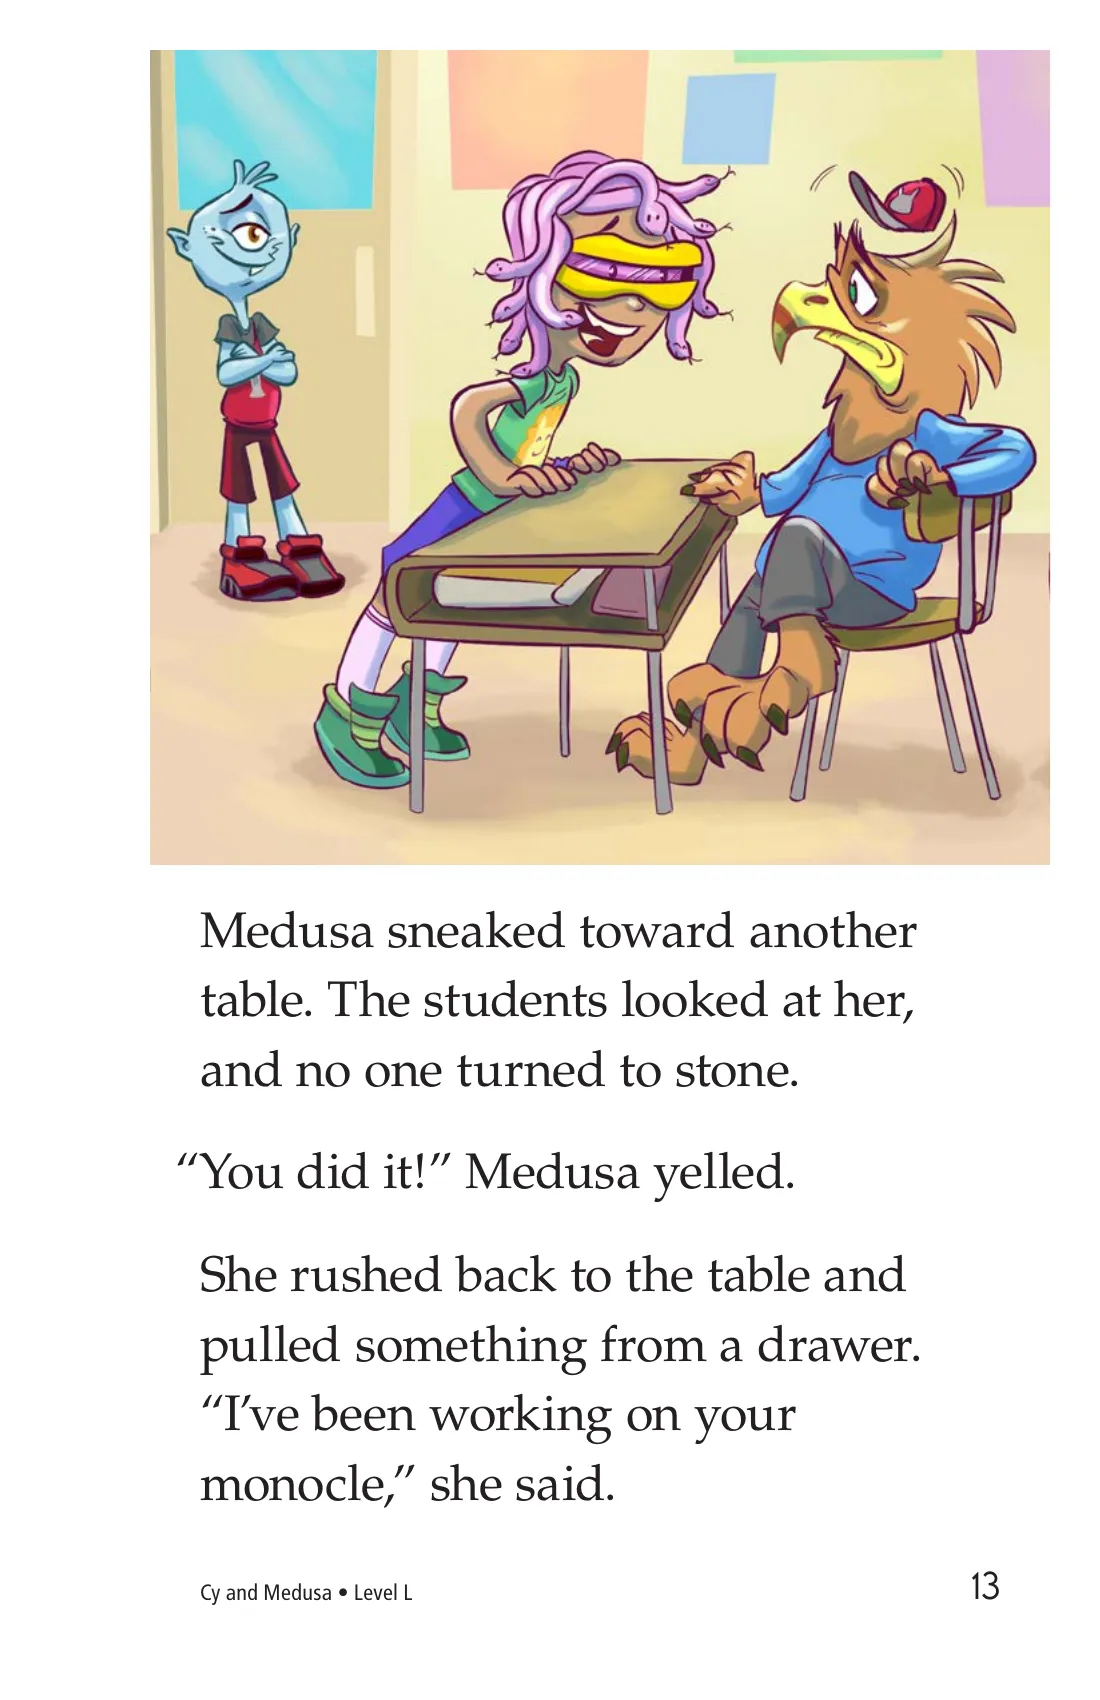 Medusa sneaked toward another
table. The students looked at her,
and no one turned to stone.
“You did it!” Medusa yelled.
She rushed back to the table and
pulled something from a drawer.
“I’ve been working on your
monocle,” she said.
Cy and Medusa • Level L
13